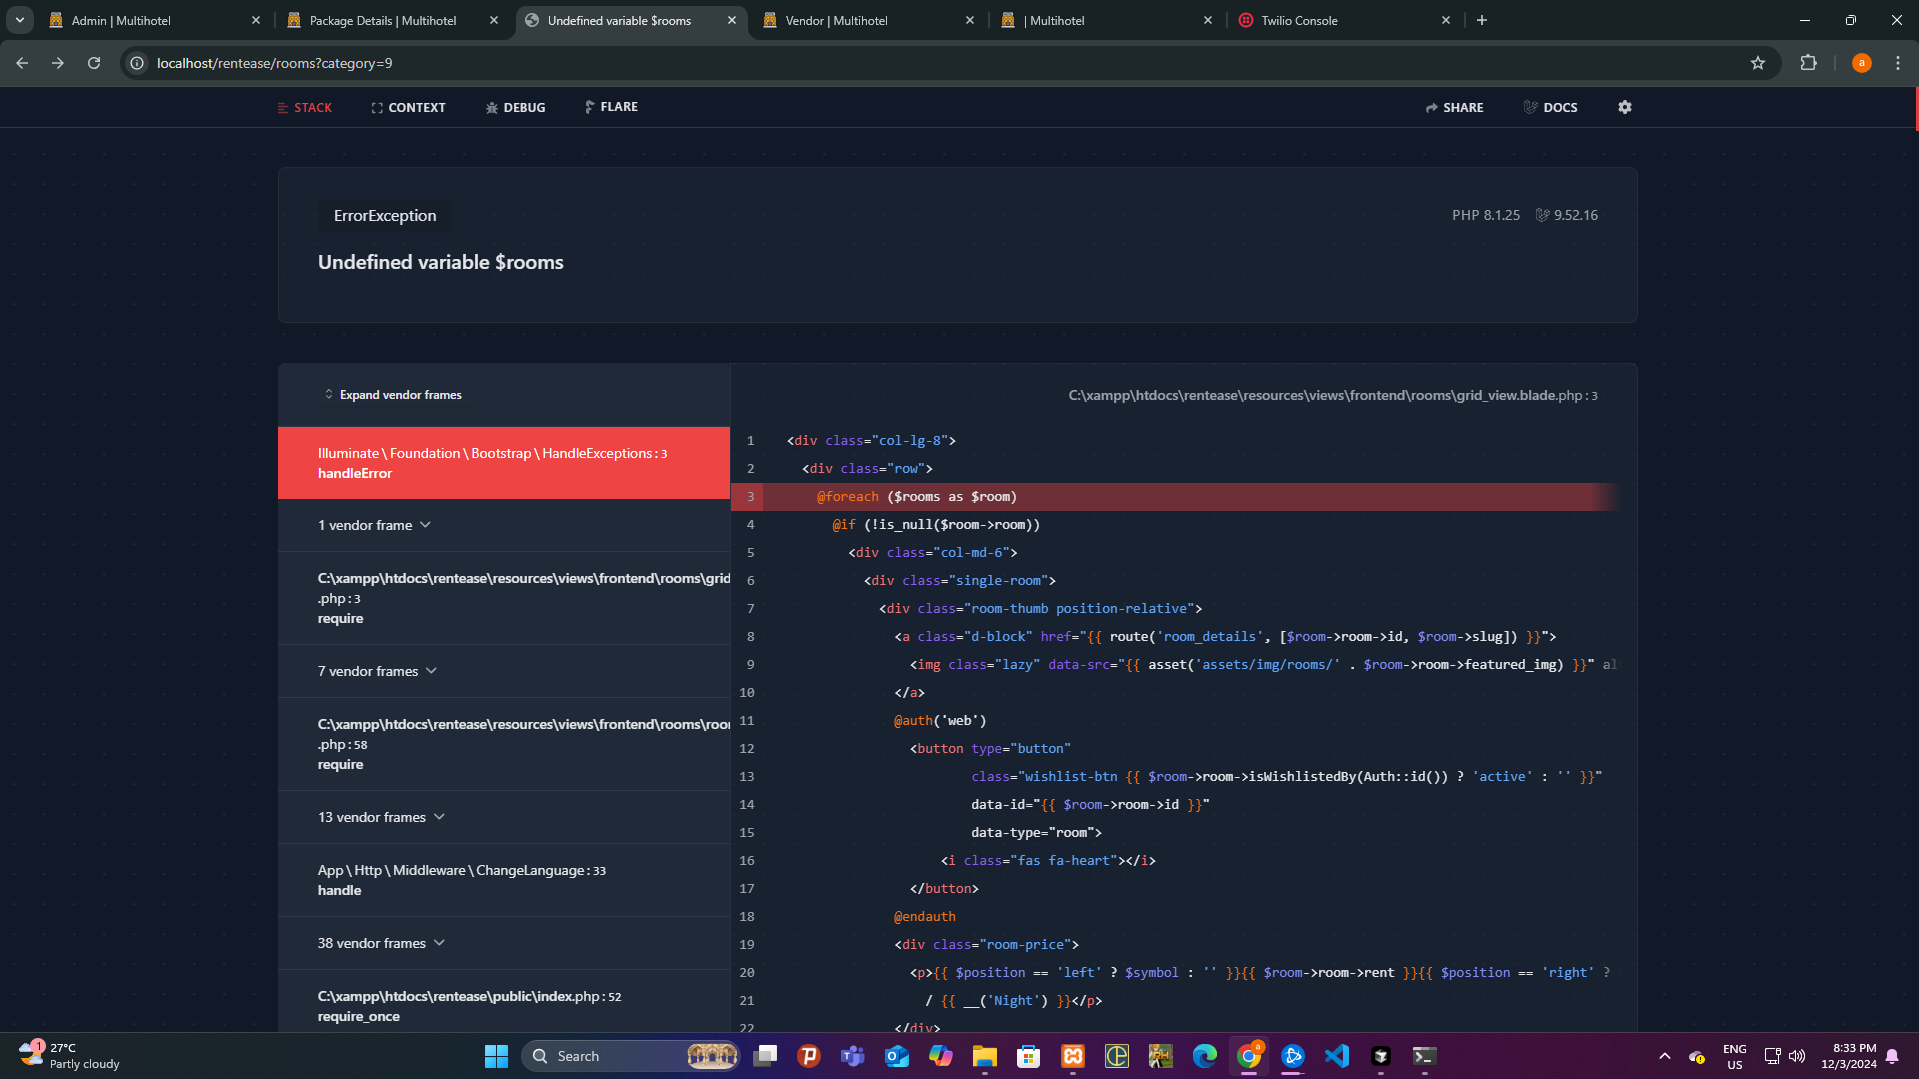 Admin | Multihotel
Package Details | Multihotel
Undefined variable $rooms
Vendor | Multihotel
| Multihotel
Twilio Console
localhost/rentease/rooms?category=9
a
STACK
CONTEXT
DEBUG
FLARE
SHARE
DOCS
ErrorException
PHP 8.1.25
9.52.16
Undefined variable $rooms
Expand vendor frames
Illuminate\Foundation\Bootstrap\HandleExceptions:3
handleError
1 vendor frame
C:\xampp\htdocs\rentease\resources\views\frontend\rooms\grid
.php:3
require
7 vendor frames
C:\xampp\htdocs\rentease\resources\views\frontend\rooms\roo
.php:58
require
13 vendor frames
App\Http\Middleware\ChangeLanguage:33
handle
38 vendor frames
C:\xampp\htdocs\rentease\public\index.php:52
require_once
C:\xampp\htdocs\rentease\resources\views\frontend\rooms\grid_view.blade.php:3
1 <div class="col-lg-8">
2 <div class="row">
3 @foreach ($rooms as $room)
4 @if (!is_null($room->room))
5 <div class="col-md-6">
6 <div class="single-room">
7 <div class="room-thumb position-relative">
8 <a class="d-block" href="{{ route('room_details', [$room->room->id, $room->slug]) }}">
9 <img class="lazy" data-src="{{ asset('assets/img/rooms/' . $room->room->featured_img) }}" al
10 </a>
11 @auth('web')
12 <button type="button"
13 class="wishlist-btn {{ $room->room->isWishlistedBy(Auth::id()) ? 'active' : '' }}"
14 data-id="{{ $room->room->id }}"
15 data-type="room">
16 <i class="fas fa-heart"></i>
17 </button>
18 @endauth
19 <div class="room-price">
20 <p>{{ $position == 'left' ? $symbol : '' }}{{ $room->room->rent }}{{ $position == 'right' ?
21 / {{ __('Night') }}</p>
22 </div>
1
27°C
Partly cloudy
Search
a
ENG
US
8:33 PM
12/3/2024